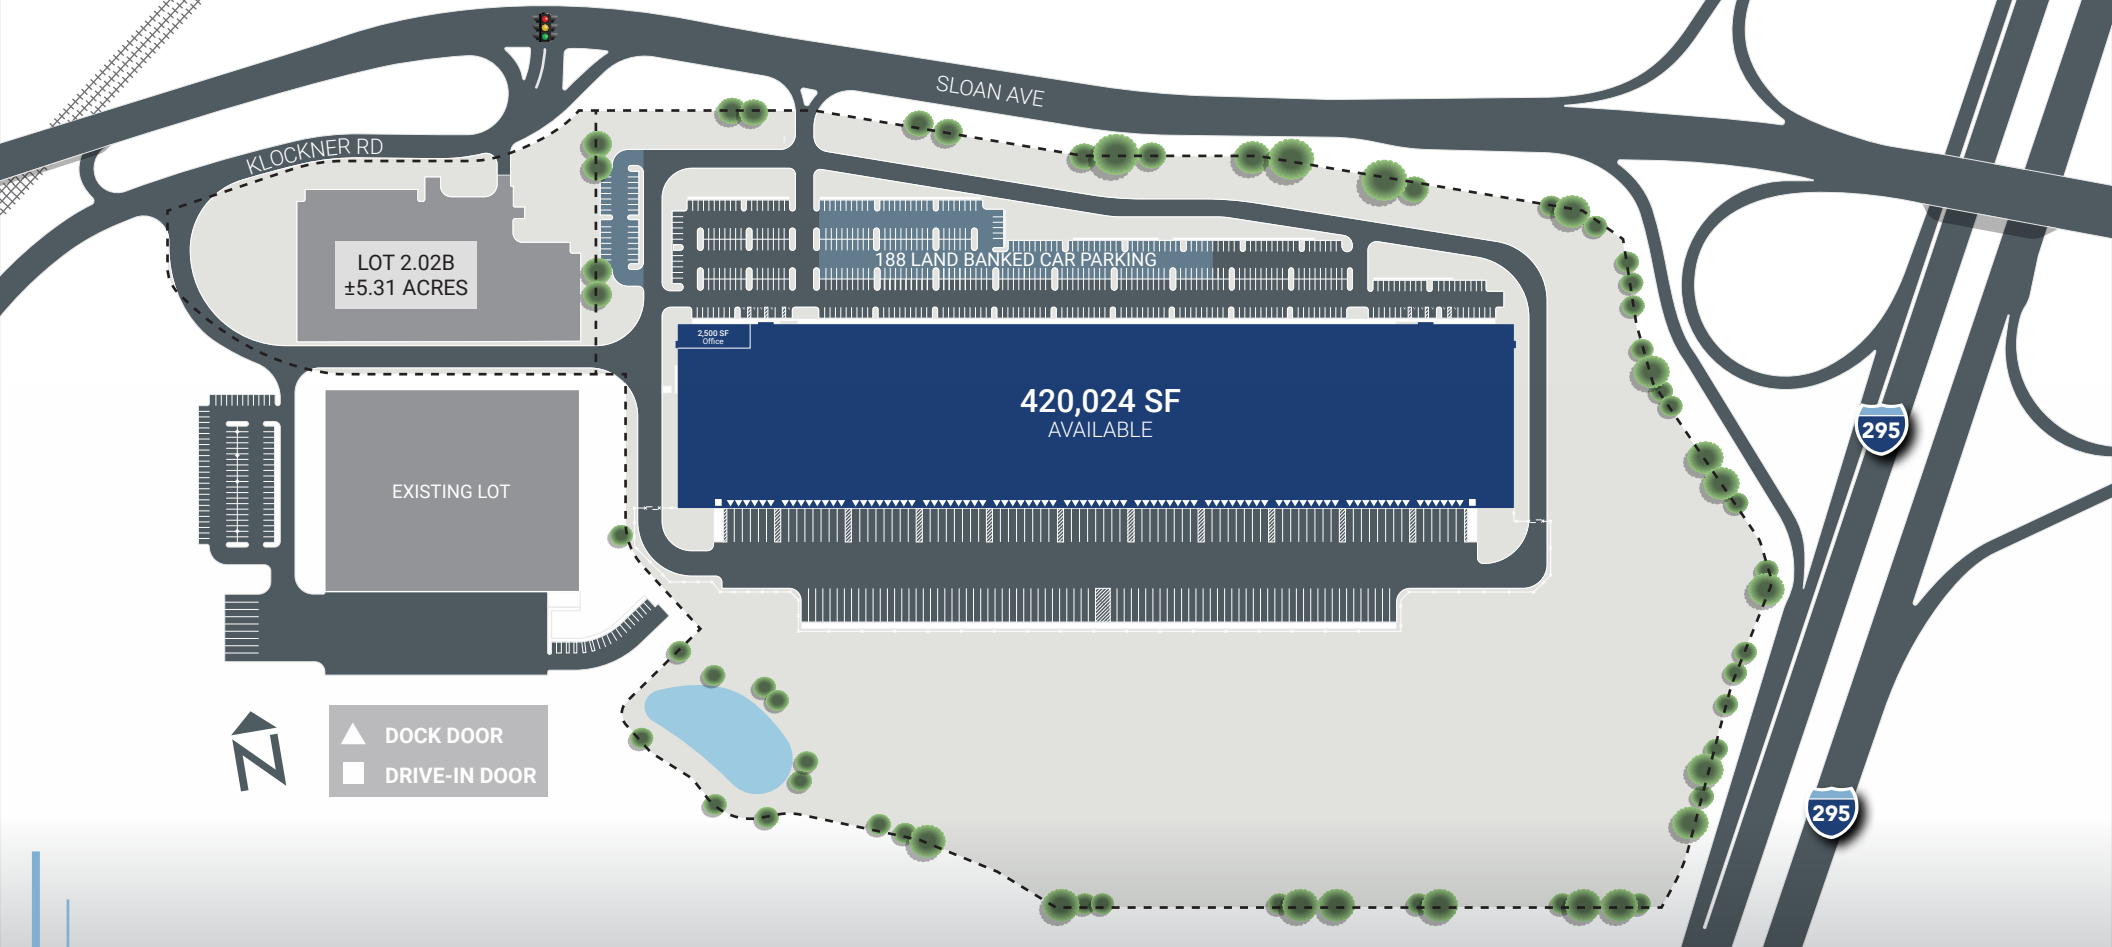 SLOAN AVE
KLOCKNER RD
LOT 2.02B
±5.31 ACRES
188 LAND BANKED CAR PARKING
2,500 SF
Office
420,024 SF
AVAILABLE
295
EXISTING LOT
N
DOCK DOOR
DRIVE-IN DOOR
295